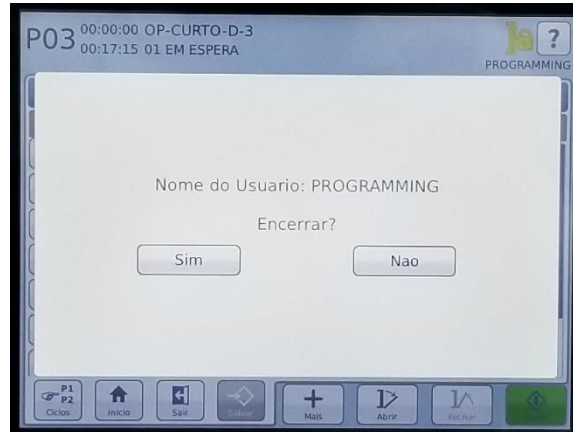 P03 00:00:00 OP-CURTO-D-3
00:17:15 01 EM ESPERA
?
PROGRAMMING
Nome do Usuario: PROGRAMMING
Encerrar?
Sim Nao
P1
P2
Ciclos Inicio Sair Salvar Mais Abrir Fechar